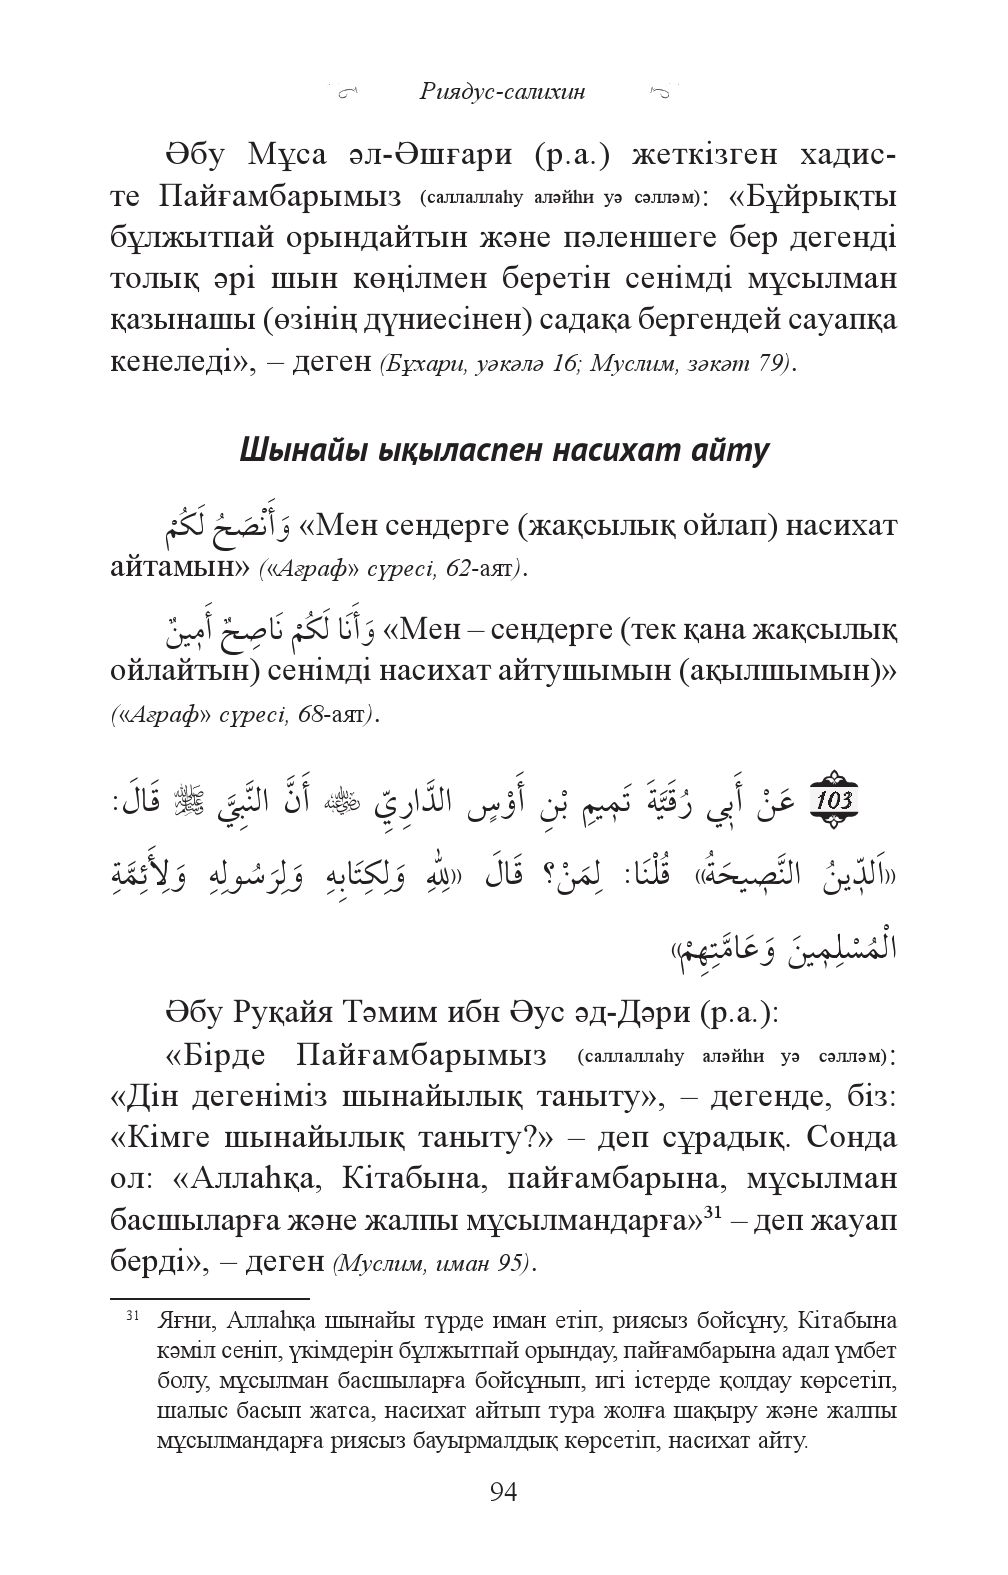 Риядус-салихин
Әбу Мұса әл-Әшғари (р.а.) жеткізген хадис-
те Пайғамбарымыз (саллаллаһу аләйһи уә сәлләм): «Бұйрықты
бұлжытпай орындайтын және пәленшеге бер дегенді
толық әрі шын көңілмен беретін сенімді мұсылман
қазынашы (өзінің дүниесінен) садақа бергендей сауапқа
кенеледі», – деген (Бұхари, уәкәлә 16; Муслим, зәкәт 79).
Шынайы ықыласпен насихат айту
وَأَنْصَحُ لَكُمْ «Мен сендерге (жақсылық ойлап) насихат
айтамын» («Ағраф» сүресі, 62-аят).
وَأَنَا لَكُمْ نَاصِحٌ أَمِينٌ «Мен – сендерге (тек қана жақсылық
ойлайтын) сенімді насихат айтушымын (ақылшымын)»
(«Ағраф» сүресі, 68-аят).
103 عَنْ أَبِي رُقَيَّةَ تَمِيمِ بْنِ أَوْسٍ الدَّارِيِّ رضي الله عنه أَنَّ النَّبِيَّ ﷺ قَالَ:
«اَلدِّينُ النَّصِيحَةُ» قُلْنَا: لِمَنْ؟ قَالَ «لِلّٰهِ وَلِكِتَابِهِ وَلِرَسُولِهِ وَلِأَئِمَّةِ
الْمُسْلِمِينَ وَعَامَّتِهِمْ»
Әбу Руқайя Тәмим ибн Әус әд-Дәри (р.а.):
«Бірде Пайғамбарымыз (саллаллаһу аләйһи уә сәлләм):
«Дін дегеніміз шынайылық таныту», – дегенде, біз:
«Кімге шынайылық таныту?» – деп сұрадық. Сонда
ол: «Аллаһқа, Кітабына, пайғамбарына, мұсылман
басшыларға және жалпы мұсылмандарға»³¹ – деп жауап
берді», – деген (Муслим, иман 95).
31 Яғни, Аллаһқа шынайы түрде иман етіп, риясыз бойсұну, Кітабына
кәміл сеніп, үкімдерін бұлжытпай орындау, пайғамбарына адал үмбет
болу, мұсылман басшыларға бойсұнып, игі істерде қолдау көрсетіп,
шалыс басып жатса, насихат айтып тура жолға шақыру және жалпы
мұсылмандарға риясыз бауырмалдық көрсетіп, насихат айту.
94